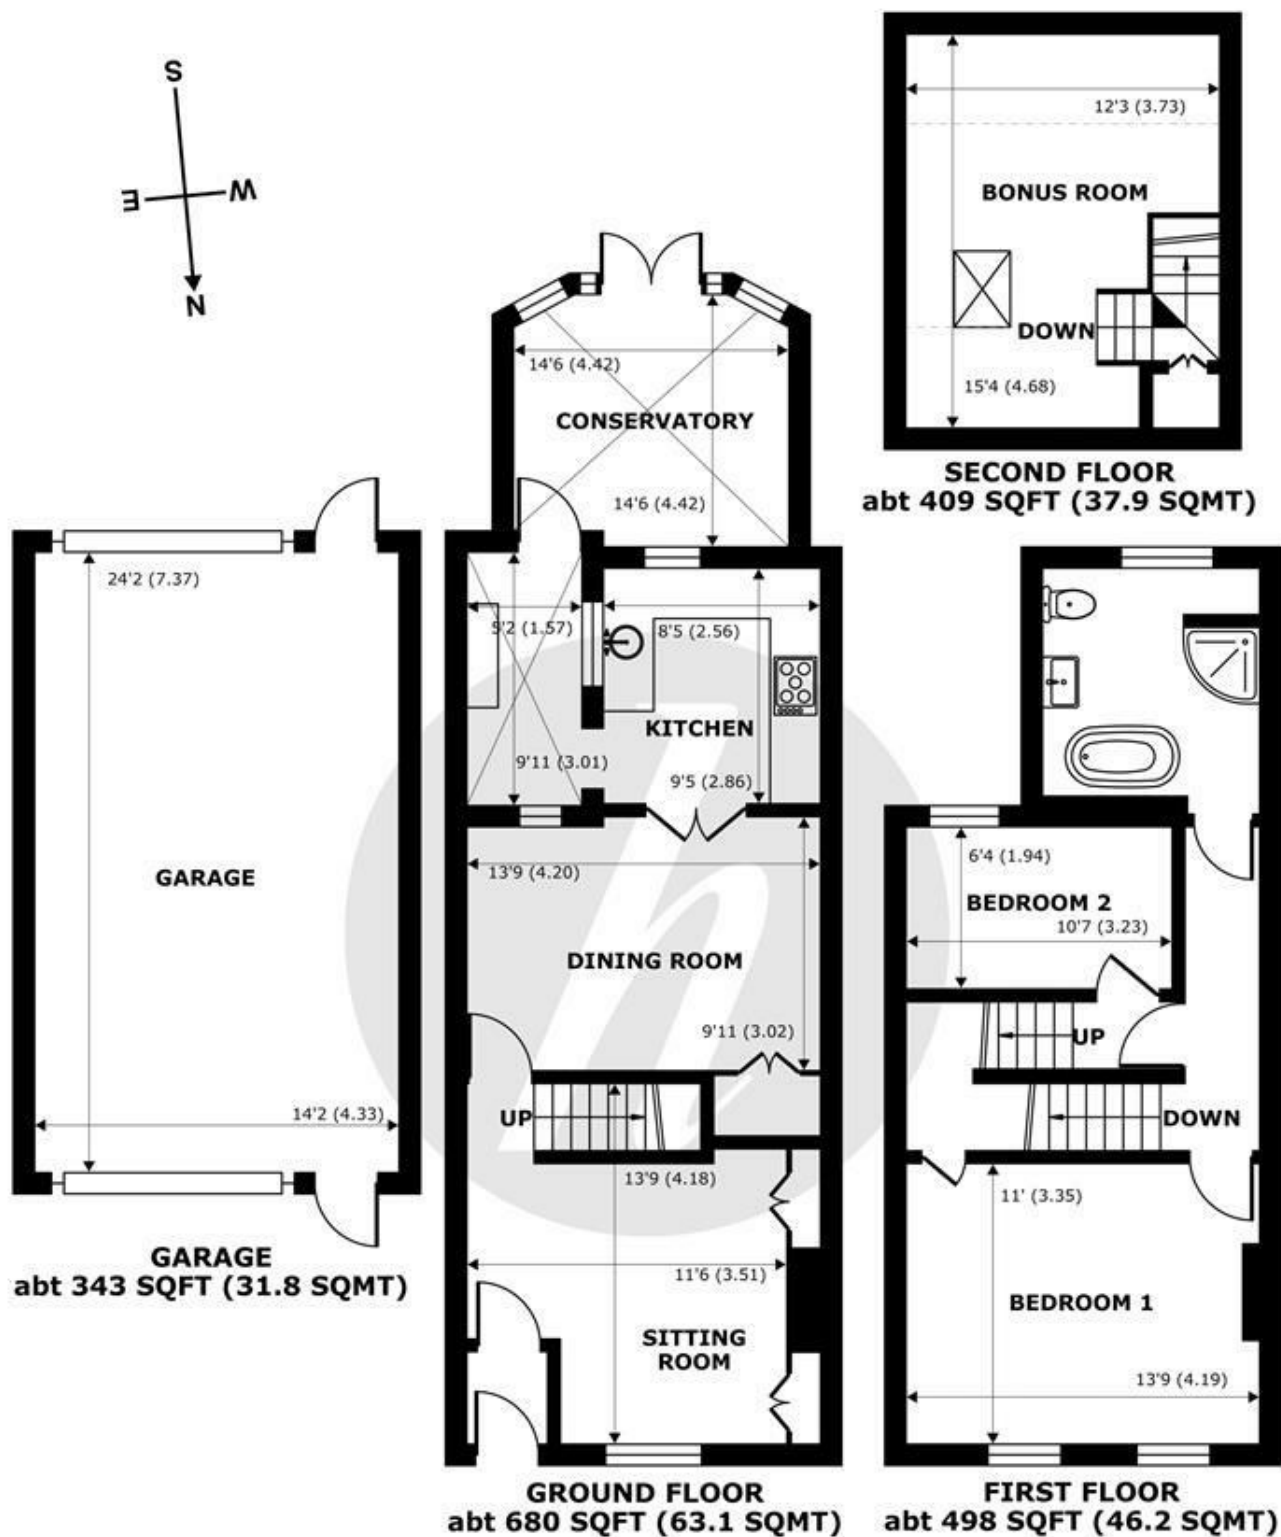 S
E
W
N
12'3 (3.73)
BONUS ROOM
DOWN
15'4 (4.68)
SECOND FLOOR
abt 409 SQFT (37.9 SQMT)
14'6 (4.42)
CONSERVATORY
14'6 (4.42)
24'2 (7.37)
GARAGE
14'2 (4.33)
GARAGE
abt 343 SQFT (31.8 SQMT)
5'2 (1.57)
8'5 (2.56)
KITCHEN
9'11 (3.01)
9'5 (2.86)
13'9 (4.20)
DINING ROOM
9'11 (3.02)
UP
13'9 (4.18)
11'6 (3.51)
SITTING
ROOM
GROUND FLOOR
abt 680 SQFT (63.1 SQMT)
6'4 (1.94)
BEDROOM 2
10'7 (3.23)
UP
DOWN
11' (3.35)
BEDROOM 1
13'9 (4.19)
FIRST FLOOR
abt 498 SQFT (46.2 SQMT)
h